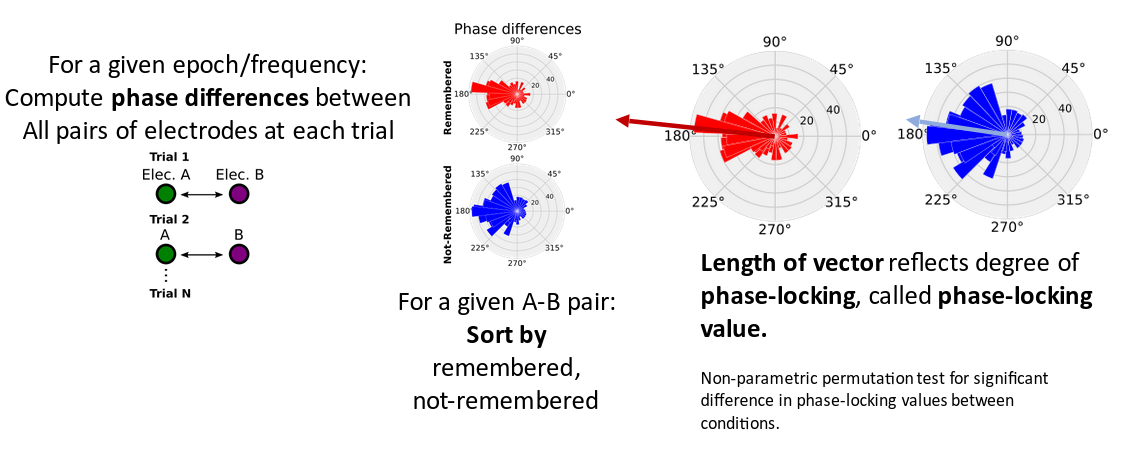 For a given epoch/frequency:
Compute phase differences between
All pairs of electrodes at each trial
Trial 1
Elec. A Elec. B
Trial 2
A B
⋮
Trial N
Phase differences
Remembered
90°
135° 45°
40
20
180° 0°
225° 315°
270°
Not-Remembered
90°
135° 45°
40
20
180° 0°
225° 315°
270°
For a given A-B pair:
Sort by
remembered,
not-remembered
90°
135° 45°
40
20
180° 0°
225° 315°
270°
90°
135° 45°
40
20
180° 0°
225° 315°
270°
Length of vector reflects degree of
phase-locking, called phase-locking
value.
Non-parametric permutation test for significant
difference in phase-locking values between
conditions.